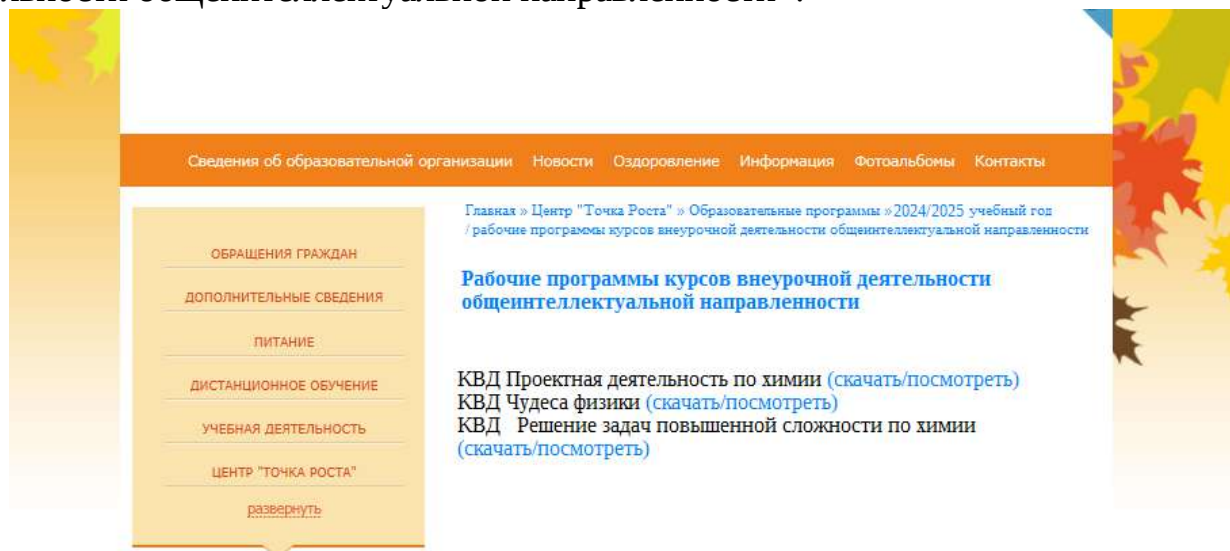 общеинтеллектуальной направленности".
Сведения об образовательной организации Новости Оздоровление Информация Фотоальбомы Контакты
Главная » Центр "Точка Роста" » Образовательные программы »2024/2025 учебный год
/рабочие программы курсов внеурочной деятельности общеинтеллектуальной направленности
ОБРАЩЕНИЯ ГРАЖДАН
ДОПОЛНИТЕЛЬНЫЕ СВЕДЕНИЯ
ПИТАНИЕ
ДИСТАНЦИОННОЕ ОБУЧЕНИЕ
УЧЕБНАЯ ДЕЯТЕЛЬНОСТЬ
ЦЕНТР "ТОЧКА РОСТА"
развернуть
Рабочие программы курсов внеурочной деятельности
общеинтеллектуальной направленности
КВД Проектная деятельность по химии (скачать/посмотреть)
КВД Чудеса физики (скачать/посмотреть)
КВД Решение задач повышенной сложности по химии
(скачать/посмотреть)